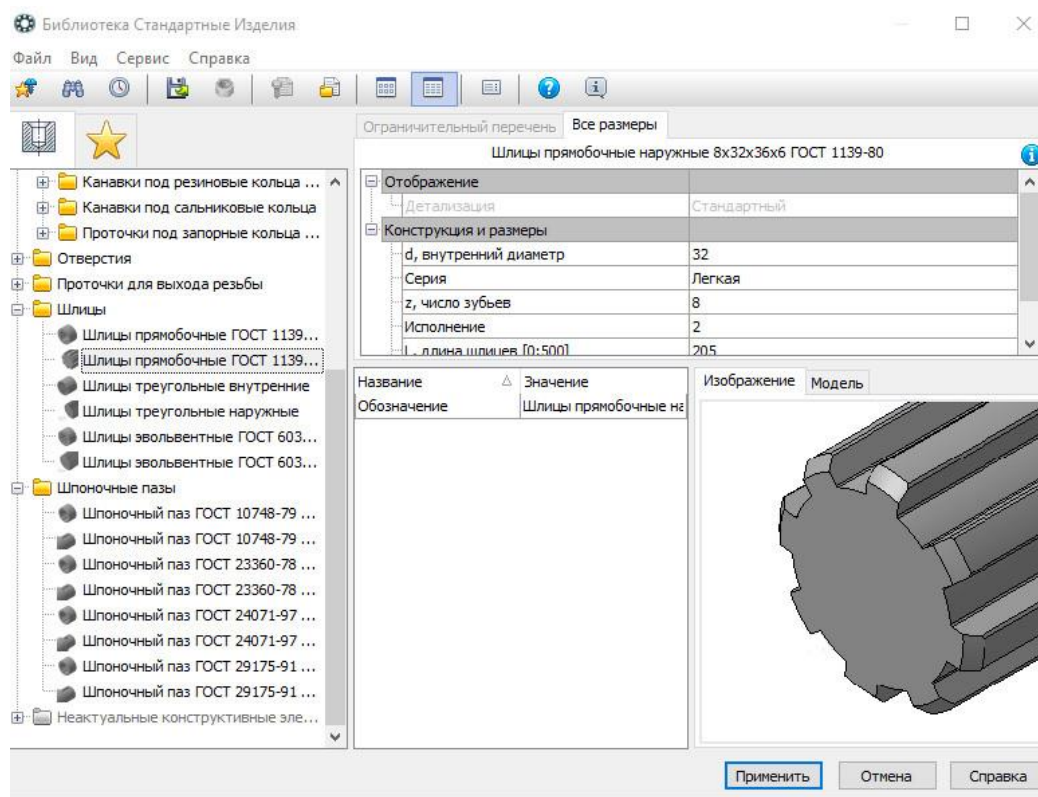 Библиотека Стандартные Изделия
Файл Вид Сервис Справка
Ограничительный перечень Все размеры
Шлицы прямобочные наружные 8x32x36x6 ГОСТ 1139-80
Канавки под резиновые кольца ...
Канавки под сальниковые кольца
Проточки под запорные кольца ...
Отверстия
Проточки для выхода резьбы
Шлицы
Шлицы прямобочные ГОСТ 1139...
Шлицы прямобочные ГОСТ 1139...
Шлицы треугольные внутренние
Шлицы треугольные наружные
Шлицы эвольвентные ГОСТ 603...
Шлицы эвольвентные ГОСТ 603...
Шпоночные пазы
Шпоночный паз ГОСТ 10748-79 ...
Шпоночный паз ГОСТ 10748-79 ...
Шпоночный паз ГОСТ 23360-78 ...
Шпоночный паз ГОСТ 23360-78 ...
Шпоночный паз ГОСТ 24071-97 ...
Шпоночный паз ГОСТ 24071-97 ...
Шпоночный паз ГОСТ 29175-91 ...
Шпоночный паз ГОСТ 29175-91 ...
Неактуальные конструктивные эле...
Отображение
Детализация Стандартный
Конструкция и размеры
d, внутренний диаметр 32
Серия Легкая
z, число зубьев 8
Исполнение 2
L, длина шлицев [0;500] 205
Название Значение
Обозначение Шлицы прямобочные на
Изображение Модель
Применить Отмена Справка